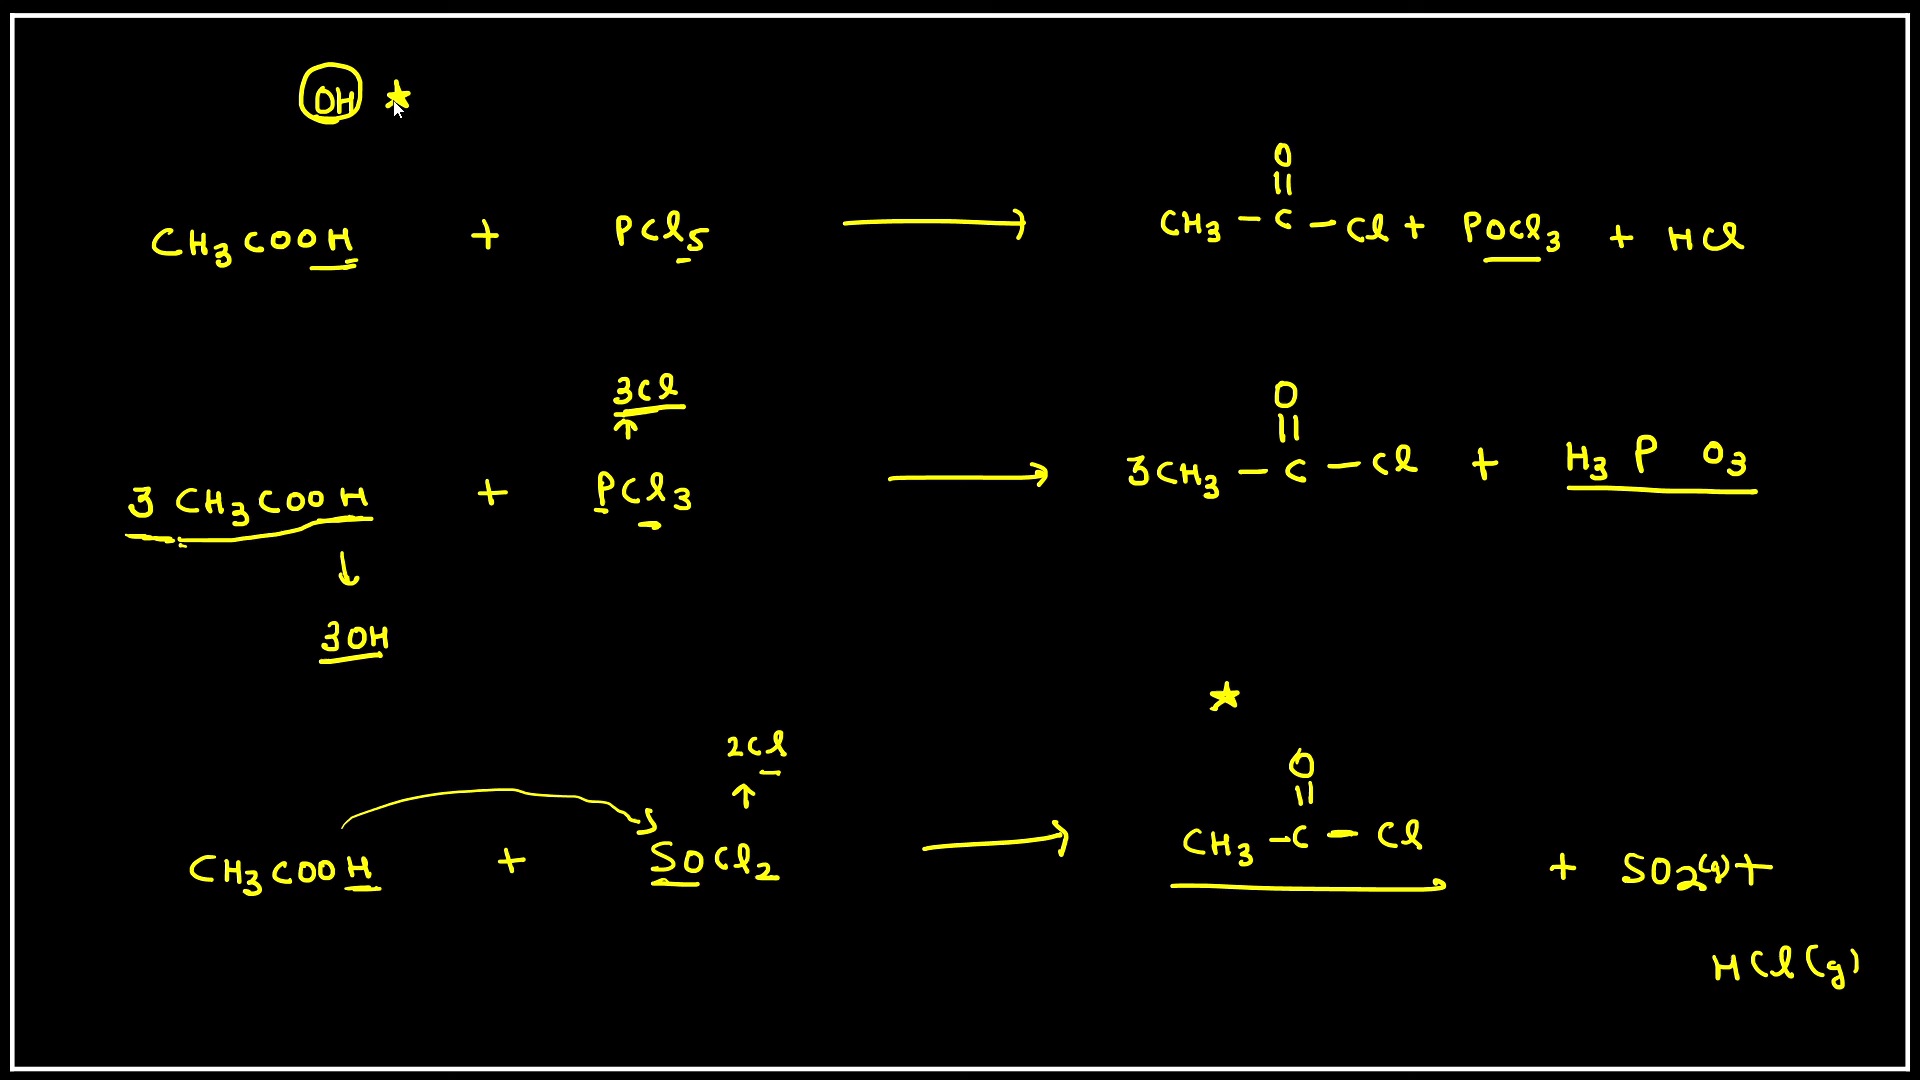 OH ★
O
||
CH3COOH + PCl5 ⟶ CH3 – C – Cl + POCl3 + HCl
3Cl
↑
O
||
3 CH3COOH + PCl3 ⟶ 3CH3 – C – Cl + H3 P O3
↓
3OH
★
2Cl
↑
O
||
CH3COOH + SOCl2 ⟶ CH3 – C – Cl + SO2(g) +
HCl(g)